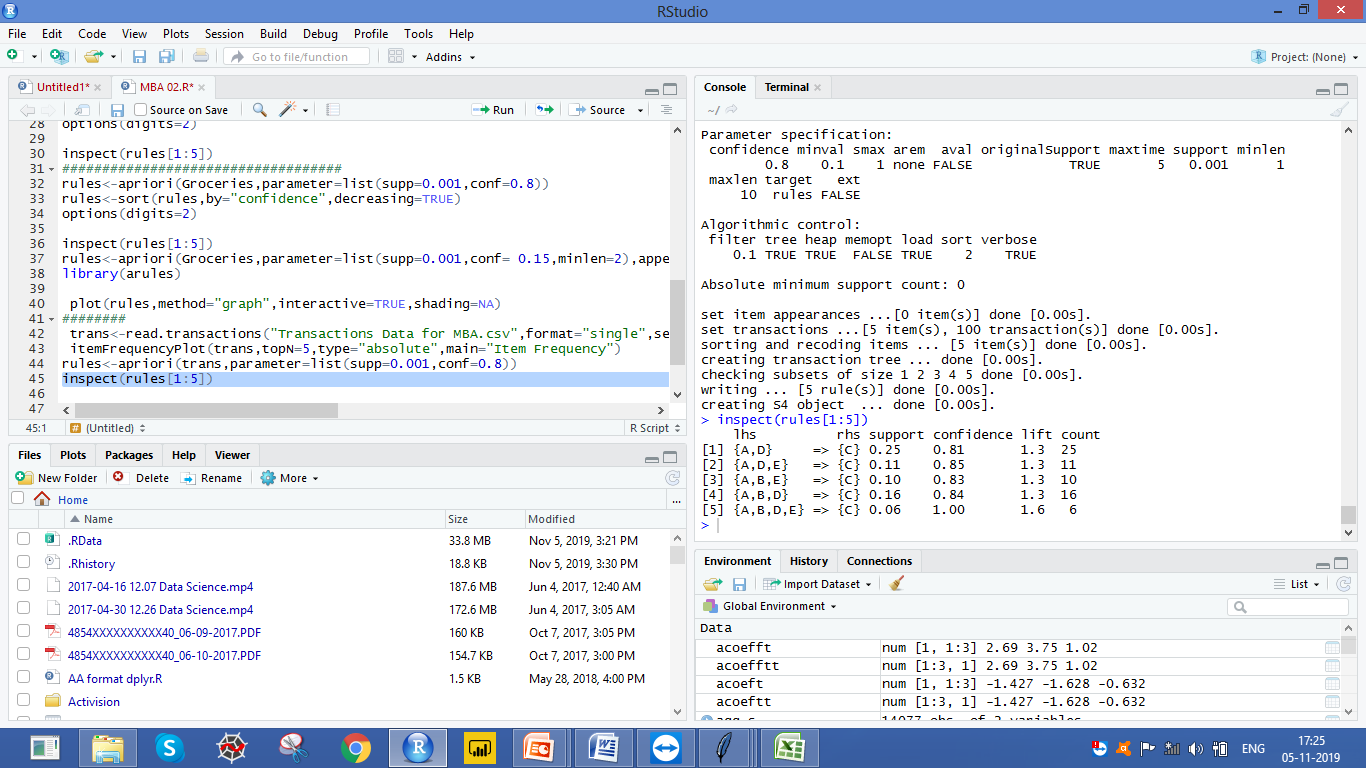 RStudio
File Edit Code View Plots Session Build Debug Profile Tools Help
Go to file/function Addins Project: (None)
Untitled1* MBA 02.R*
Source on Save Run Source
28 options(digits=2)
29
30 inspect(rules[1:5])
31 ###################################
32 rules<-apriori(Groceries,parameter=list(supp=0.001,conf=0.8))
33 rules<-sort(rules,by="confidence",decreasing=TRUE)
34 options(digits=2)
35
36 inspect(rules[1:5])
37 rules<-apriori(Groceries,parameter=list(supp=0.001,conf= 0.15,minlen=2),appe
38 library(arules)
39
40 plot(rules,method="graph",interactive=TRUE,shading=NA)
41 ########
42 trans<-read.transactions("Transactions Data for MBA.csv",format="single",se
43 itemFrequencyPlot(trans,topN=5,type="absolute",main="Item Frequency")
44 rules<-apriori(trans,parameter=list(supp=0.001,conf=0.8))
45 inspect(rules[1:5])
46
47
45:1 # (Untitled) R Script
Files Plots Packages Help Viewer
New Folder Delete Rename More
Home ...
Name Size Modified
.RData 33.8 MB Nov 5, 2019, 3:21 PM
.Rhistory 18.8 KB Nov 5, 2019, 3:30 PM
2017-04-16 12.07 Data Science.mp4 187.6 MB Jun 4, 2017, 12:40 AM
2017-04-30 12.26 Data Science.mp4 172.6 MB Jun 4, 2017, 3:05 AM
4854XXXXXXXXXX40_06-09-2017.PDF 160 KB Oct 7, 2017, 3:05 PM
4854XXXXXXXXXX40_06-10-2017.PDF 154.7 KB Oct 7, 2017, 3:00 PM
AA format dplyr.R 1.5 KB May 28, 2018, 4:00 PM
Activision
Console Terminal
~/
Parameter specification:
confidence minval smax arem aval originalSupport maxtime support minlen
0.8 0.1 1 none FALSE TRUE 5 0.001 1
maxlen target ext
10 rules FALSE
Algorithmic control:
filter tree heap memopt load sort verbose
0.1 TRUE TRUE FALSE TRUE 2 TRUE
Absolute minimum support count: 0
set item appearances ...[0 item(s)] done [0.00s].
set transactions ...[5 item(s), 100 transaction(s)] done [0.00s].
sorting and recoding items ... [5 item(s)] done [0.00s].
creating transaction tree ... done [0.00s].
checking subsets of size 1 2 3 4 5 done [0.00s].
writing ... [5 rule(s)] done [0.00s].
creating S4 object ... done [0.00s].
> inspect(rules[1:5])
lhs rhs support confidence lift count
[1] {A,D} => {C} 0.25 0.81 1.3 25
[2] {A,D,E} => {C} 0.11 0.85 1.3 11
[3] {A,B,E} => {C} 0.10 0.83 1.3 10
[4] {A,B,D} => {C} 0.16 0.84 1.3 16
[5] {A,B,D,E} => {C} 0.06 1.00 1.6 6
>
Environment History Connections
Import Dataset List
Global Environment
Data
acoefft num [1, 1:3] 2.69 3.75 1.02
acoefftt num [1:3, 1] 2.69 3.75 1.02
acoeft num [1, 1:3] -1.427 -1.628 -0.632
acoeftt num [1:3, 1] -1.427 -1.628 -0.632
ENG 17:25
05-11-2019